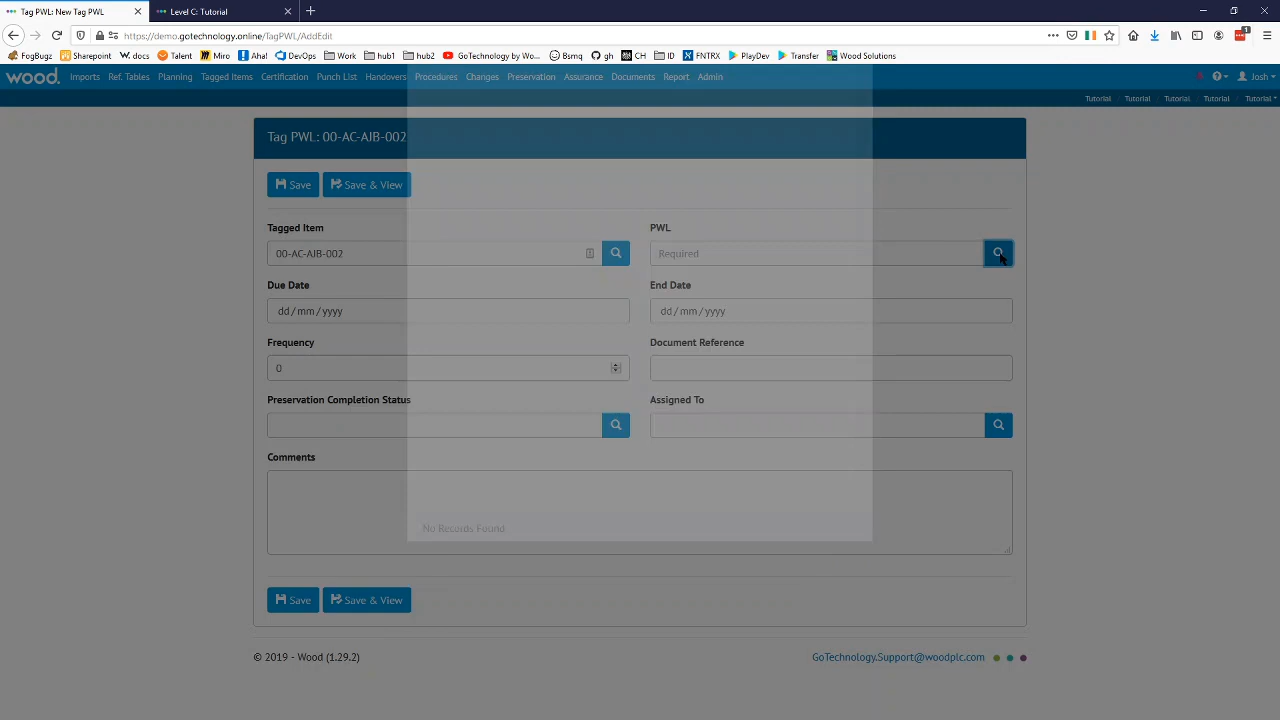 Tag PWL: New Tag PWL
Level C: Tutorial
https://demo.gotechnology.online/TagPWL/AddEdit
FogBugz Sharepoint docs Talent Miro Aha! DevOps Work hub1 hub2 GoTechnology by Wo... Bsmq gh CH ID FNTRX PlayDev Transfer Wood Solutions
wood. Imports Ref. Tables Planning Tagged Items Certification Punch List Handovers Procedures Changes Preservation Assurance Documents Report Admin Josh
Tutorial / Tutorial / Tutorial / Tutorial / Tutorial
Tag PWL: 00-AC-AJB-002
Save Save & View
Tagged Item PWL
00-AC-AJB-002 Required
Due Date End Date
dd / mm / yyyy dd / mm / yyyy
Frequency Document Reference
0
Preservation Completion Status Assigned To
Comments
No Records Found
Save Save & View
© 2019 - Wood (1.29.2) GoTechnology.Support@woodplc.com